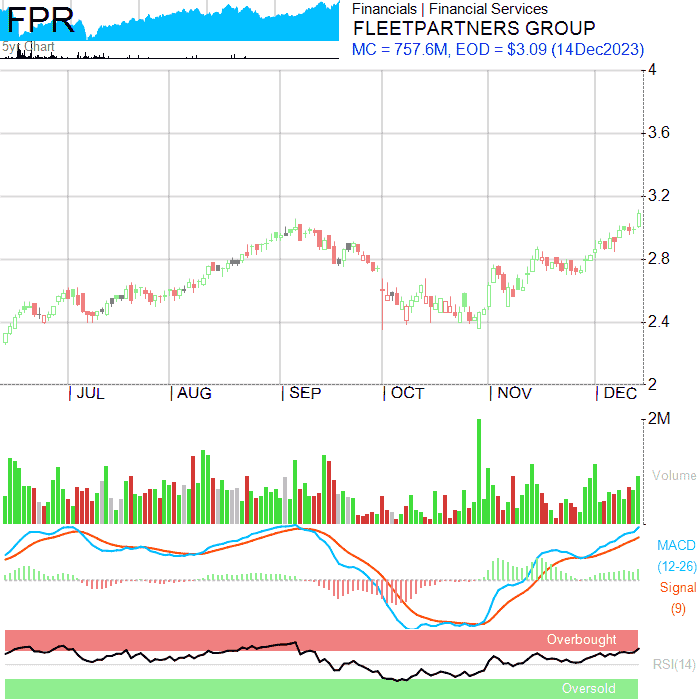 FPR
5yr Chart
Financials | Financial Services
FLEETPARTNERS GROUP
MC = 757.6M, EOD = $3.09 (14Dec2023)
4
3.6
3.2
2.8
2.4
2
JUL
AUG
SEP
OCT
NOV
DEC
2M
Volume
MACD
(12-26)
Signal
(9)
Overbought
RSI(14)
Oversold